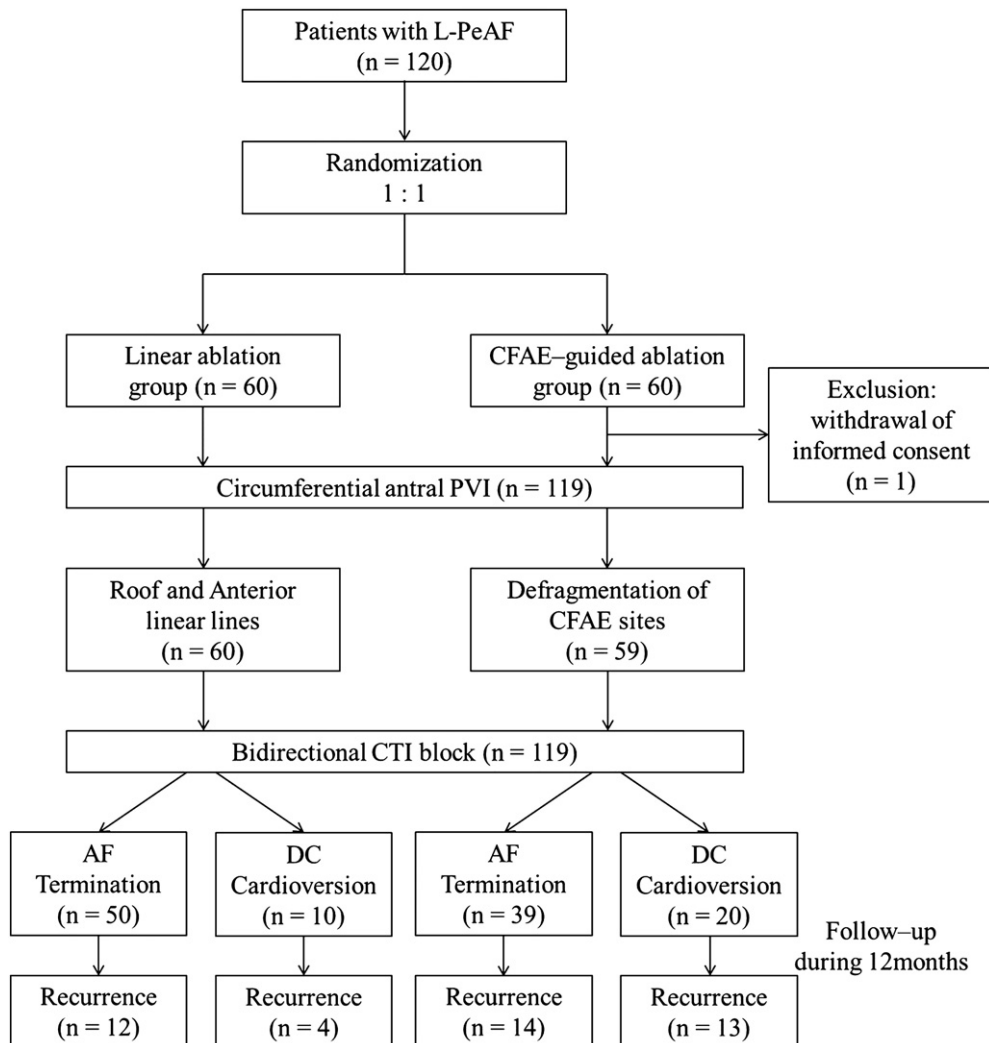 Patients with L-PeAF
(n = 120)
Randomization
1 : 1
Linear ablation
group (n = 60)
CFAE–guided ablation
group (n = 60)
Exclusion:
withdrawal of
informed consent
(n = 1)
Circumferential antral PVI (n = 119)
Roof and Anterior
linear lines
(n = 60)
Defragmentation of
CFAE sites
(n = 59)
Bidirectional CTI block (n = 119)
AF
Termination
(n = 50)
DC
Cardioversion
(n = 10)
AF
Termination
(n = 39)
DC
Cardioversion
(n = 20)
Follow–up
during 12months
Recurrence
(n = 12)
Recurrence
(n = 4)
Recurrence
(n = 14)
Recurrence
(n = 13)